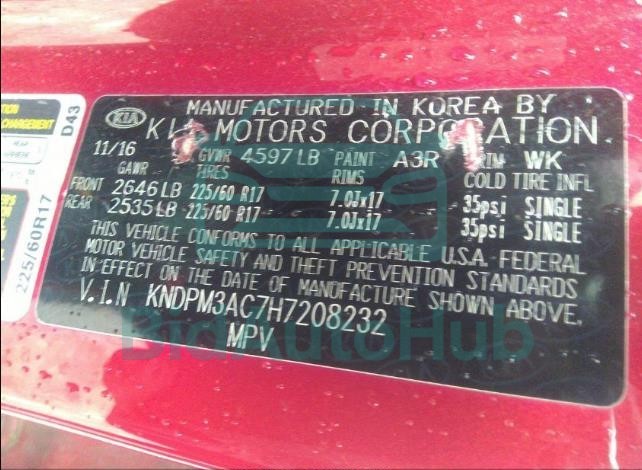 D43
225/60R17
KIA
MANUFACTURED IN KOREA BY
KIA MOTORS CORPORATION
11/16 GVWR 4597 LB PAINT A3R TRIM WK
GAWR TIRES RIMS COLD TIRE INFL
FRONT 2646 LB 225/60 R17 7.0Jx17 35psi SINGLE
REAR 2535 LB 225/60 R17 7.0Jx17 35psi SINGLE
THIS VEHICLE CONFORMS TO ALL APPLICABLE U.S.A. FEDERAL
MOTOR VEHICLE SAFETY AND THEFT PREVENTION STANDARDS
IN EFFECT ON THE DATE OF MANUFACTURE SHOWN ABOVE.
V.I.N KNDPM3AC7H7208232
MPV
BidAutoHub